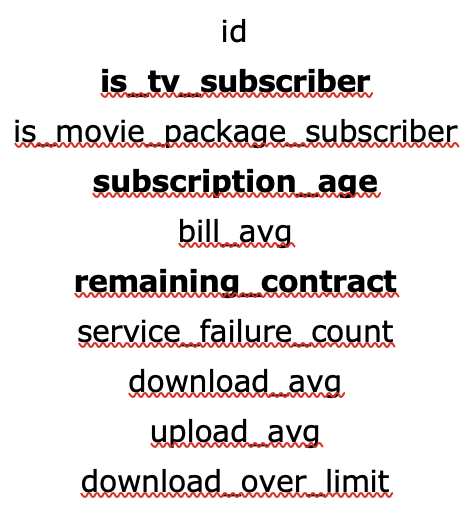 id
is_tv_subscriber
is_movie_package_subscriber
subscription_age
bill_avg
remaining_contract
service_failure_count
download_avg
upload_avg
download_over_limit